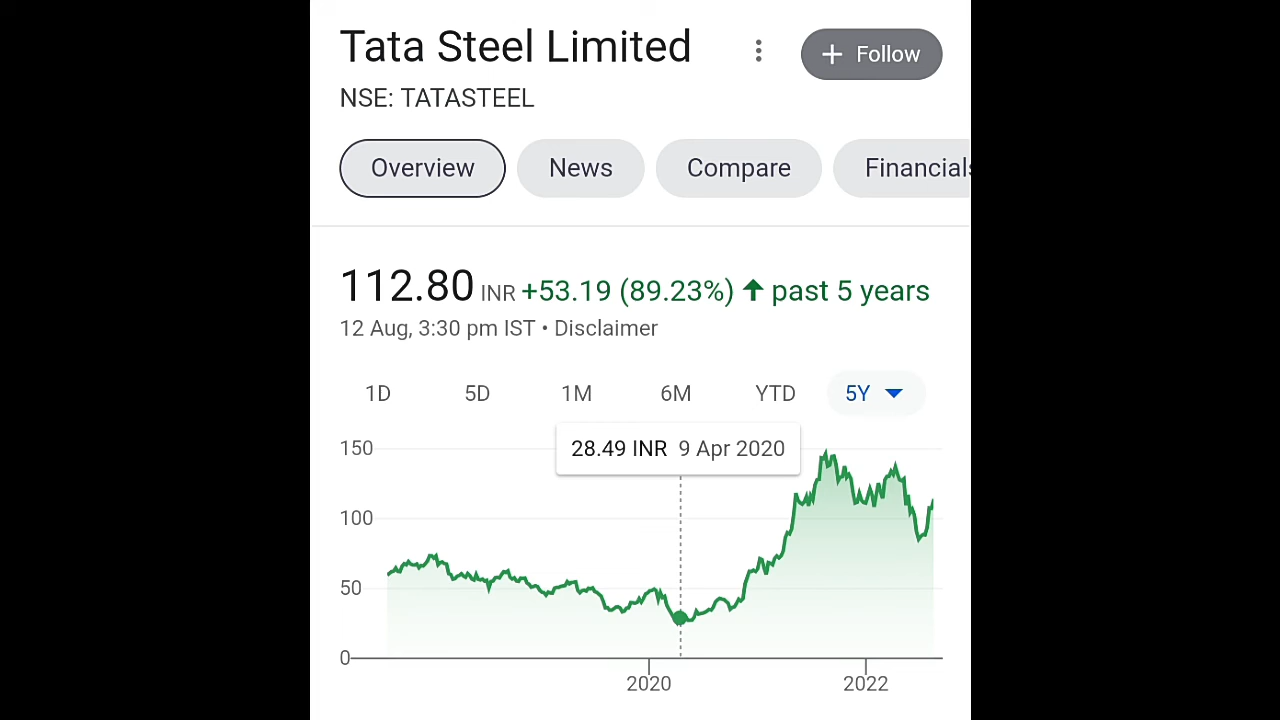 Tata Steel Limited
+ Follow
NSE: TATASTEEL
Overview News Compare Financials
112.80 INR +53.19 (89.23%) ↑ past 5 years
12 Aug, 3:30 pm IST • Disclaimer
1D 5D 1M 6M YTD 5Y
28.49 INR 9 Apr 2020
150
100
50
0
2020 2022